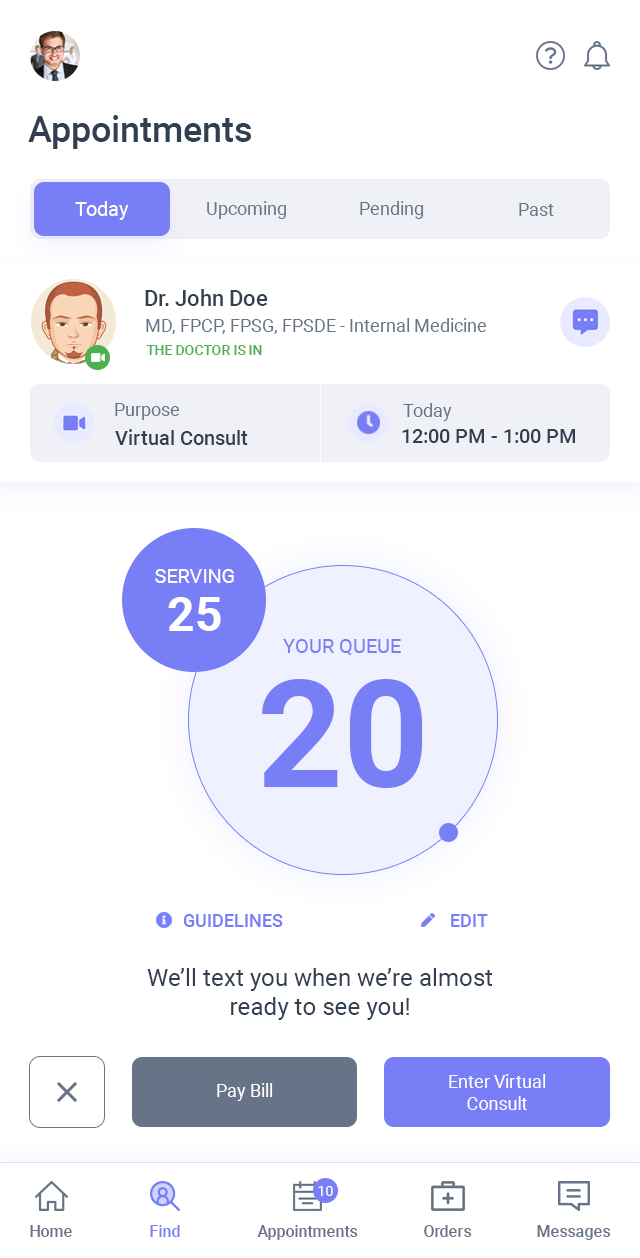 Appointments
Today
Upcoming
Pending
Past
Dr. John Doe
MD, FPCP, FPSG, FPSDE - Internal Medicine
THE DOCTOR IS IN
Purpose
Virtual Consult
Today
12:00 PM - 1:00 PM
SERVING
25
YOUR QUEUE
20
GUIDELINES
EDIT
We’ll text you when we’re almost
ready to see you!
Pay Bill
Enter Virtual
Consult
10
Home
Find
Appointments
Orders
Messages